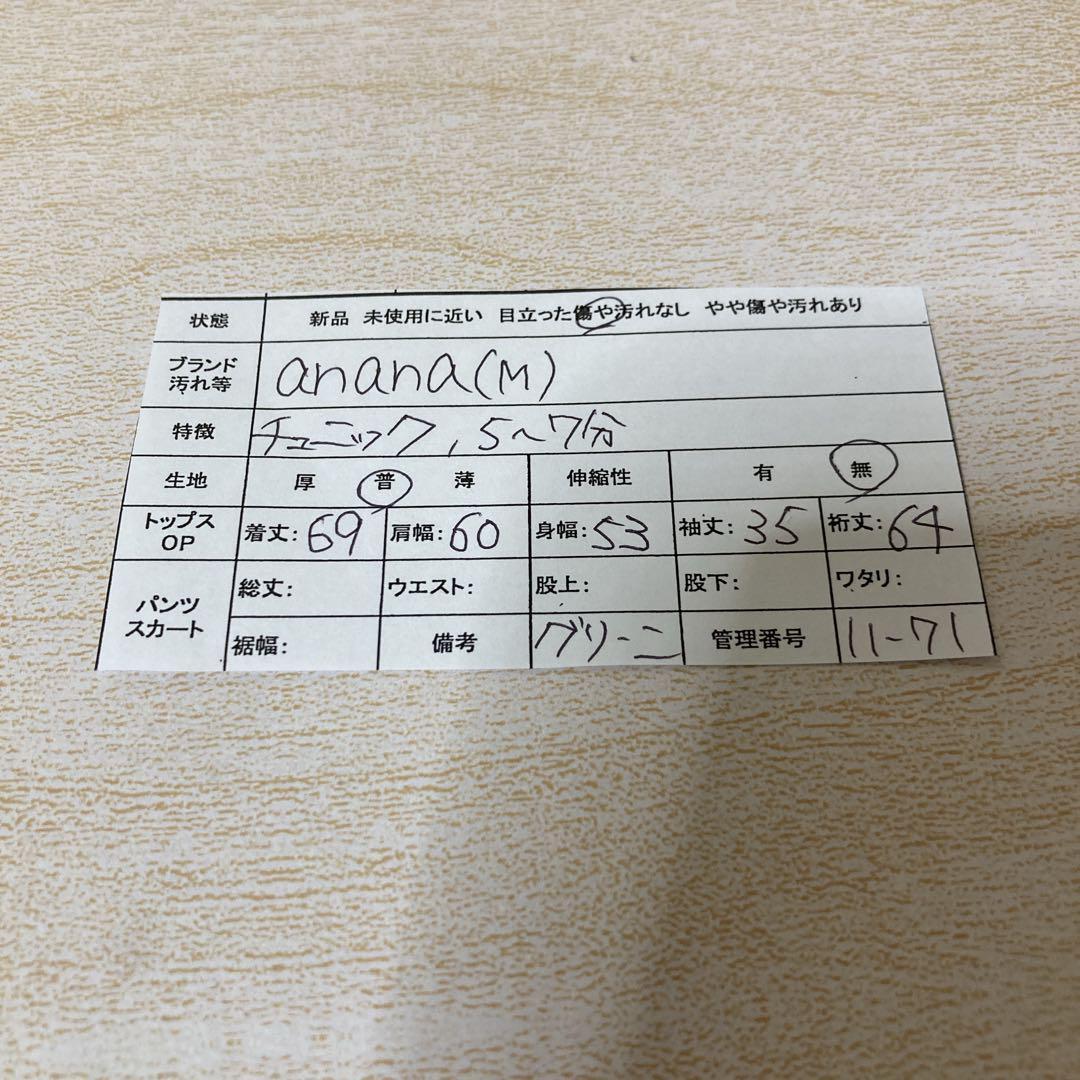 状態 新品 未使用に近い 目立った傷や汚れなし やや傷や汚れあり
ブランド
汚れ等 anana(M)
特徴 チュニック, 5~7分
生地 厚 普 薄 伸縮性 有 無
トップス
OP 着丈: 69 肩幅: 60 身幅: 53 袖丈: 35 裄丈: 64
パンツ
スカート 総丈: ウエスト: 股上: 股下: ワタリ:
裾幅: 備考 グリーニ 管理番号 11-71